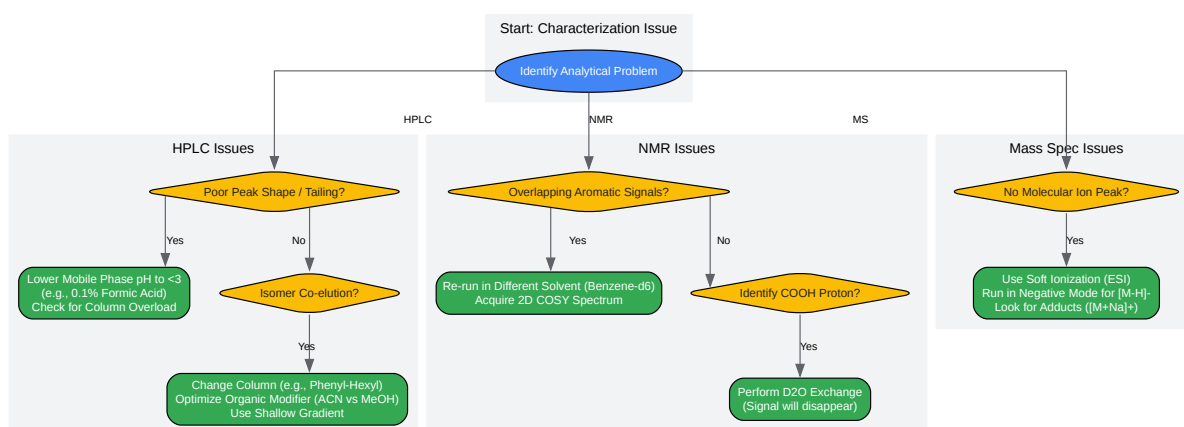 Start: Characterization Issue
Identify Analytical Problem
HPLC
NMR
MS
HPLC Issues
Poor Peak Shape / Tailing?
Yes
No
Lower Mobile Phase pH to <3
(e.g., 0.1% Formic Acid)
Check for Column Overload
Isomer Co-elution?
Yes
Change Column (e.g., Phenyl-Hexyl)
Optimize Organic Modifier (ACN vs MeOH)
Use Shallow Gradient
NMR Issues
Overlapping Aromatic Signals?
Yes
No
Re-run in Different Solvent (Benzene-d6)
Acquire 2D COSY Spectrum
Identify COOH Proton?
Yes
Perform D2O Exchange
(Signal will disappear)
Mass Spec Issues
No Molecular Ion Peak?
Yes
Use Soft Ionization (ESI)
Run in Negative Mode for [M-H]-
Look for Adducts ([M+Na]+)